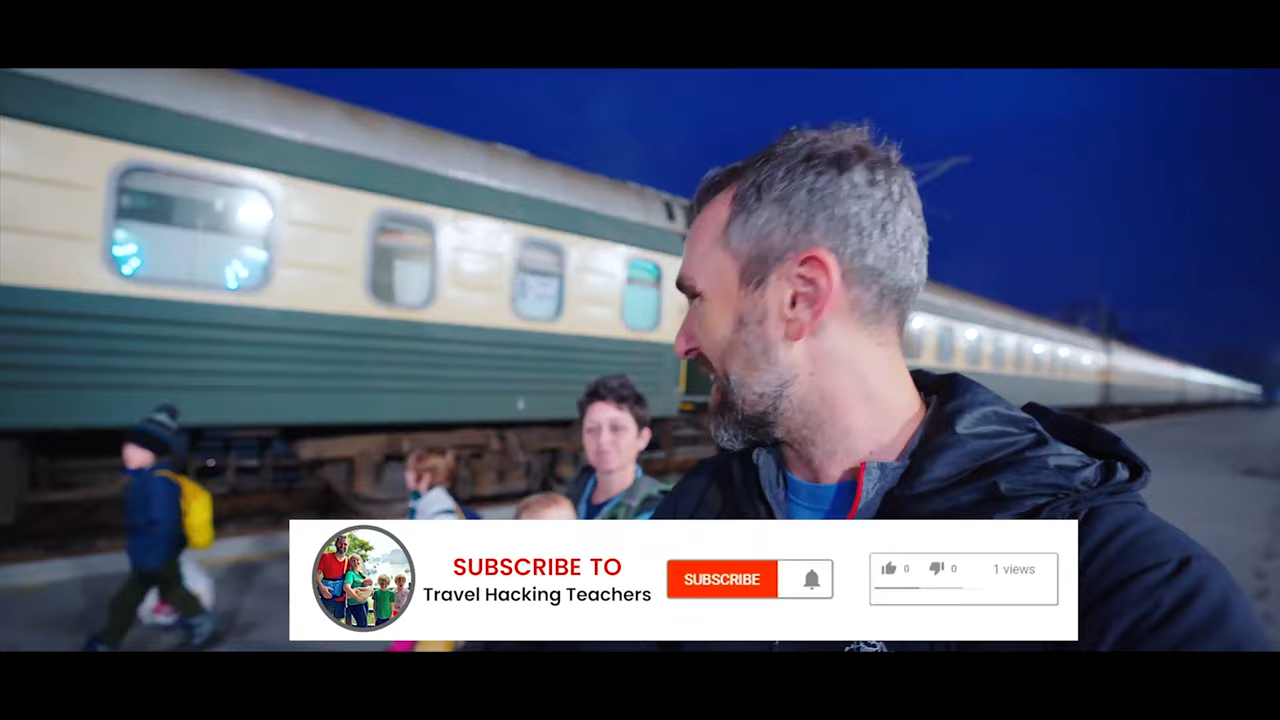 SUBSCRIBE TO
Travel Hacking Teachers
SUBSCRIBE
0
0
1 views